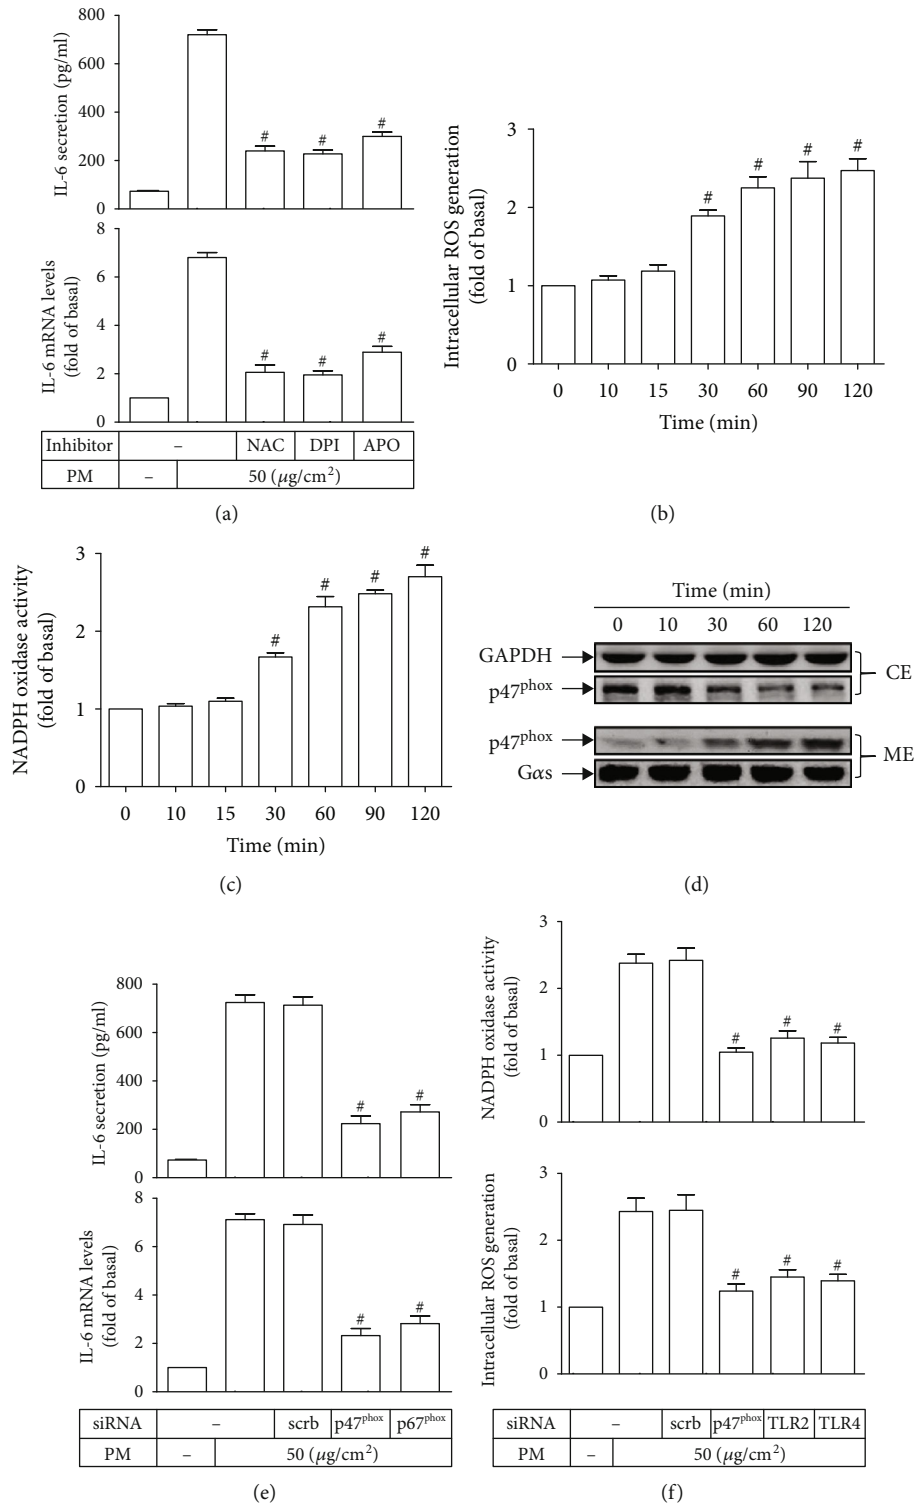 800
600
400
200
0
IL-6 secretion (pg/ml)
# # #
8
6
4
2
0
IL-6 mRNA levels
(fold of basal)
# # #
Inhibitor – NAC DPI APO
PM – 50 (μg/cm²)
(a)
3
2
1
0
Intracellular ROS generation
(fold of basal)
# # # #
0 10 15 30 60 90 120
Time (min)
(b)
3
2
1
0
NADPH oxidase activity
(fold of basal)
# # # #
0 10 15 30 60 90 120
Time (min)
(c)
Time (min)
0 10 30 60 120
GAPDH
p47ᵖʰᵒˣ
CE
p47ᵖʰᵒˣ
Gαs
ME
(d)
800
600
400
200
0
IL-6 secretion (pg/ml)
# #
8
6
4
2
0
IL-6 mRNA levels
(fold of basal)
# #
siRNA – scrb p47ᵖʰᵒˣ p67ᵖʰᵒˣ
PM – 50 (μg/cm²)
(e)
3
2
1
0
NADPH oxidase activity
(fold of basal)
# # #
3
2
1
0
Intracellular ROS generation
(fold of basal)
# # #
siRNA – scrb p47ᵖʰᵒˣ TLR2 TLR4
PM – 50 (μg/cm²)
(f)